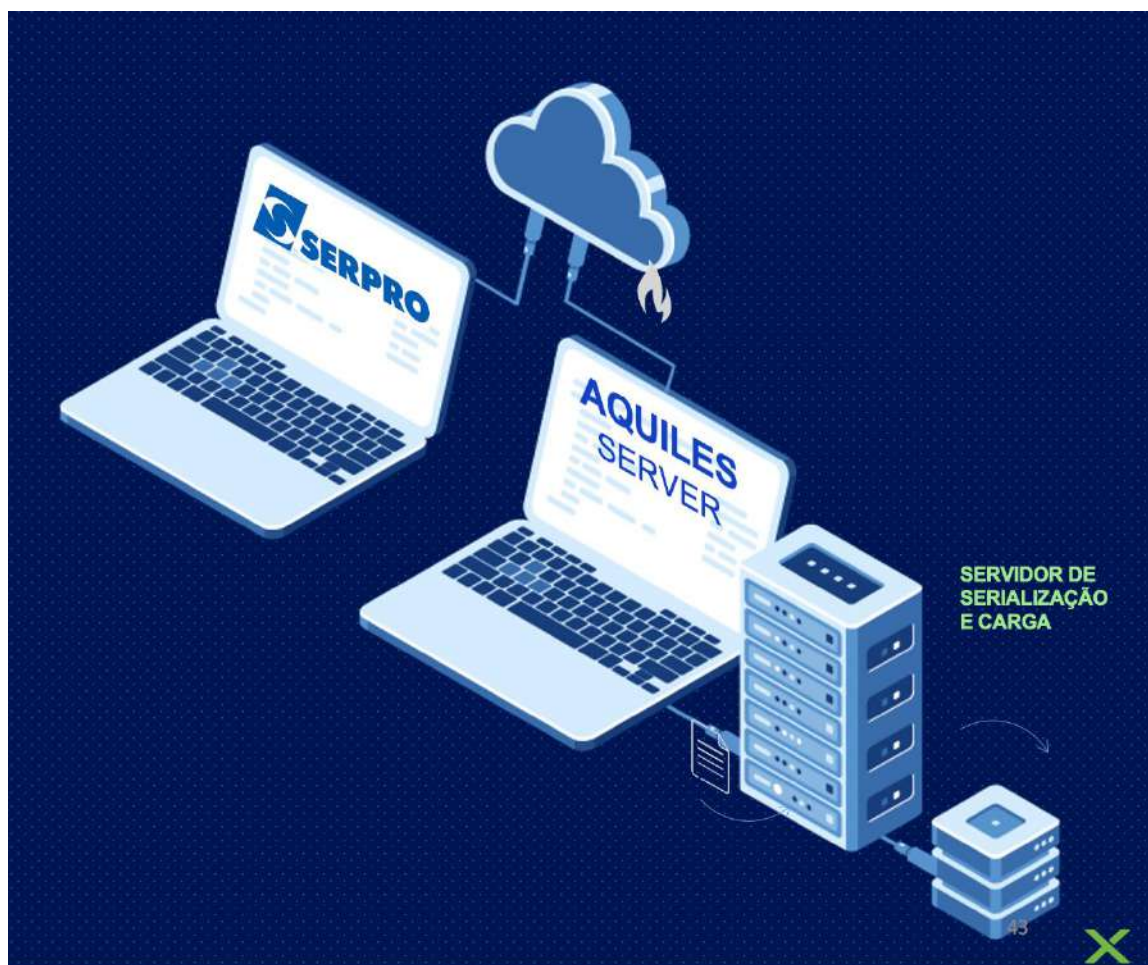 SERPRO
AQUILES
SERVER
SERVIDOR DE
SERIALIZAÇÃO
E CARGA
43